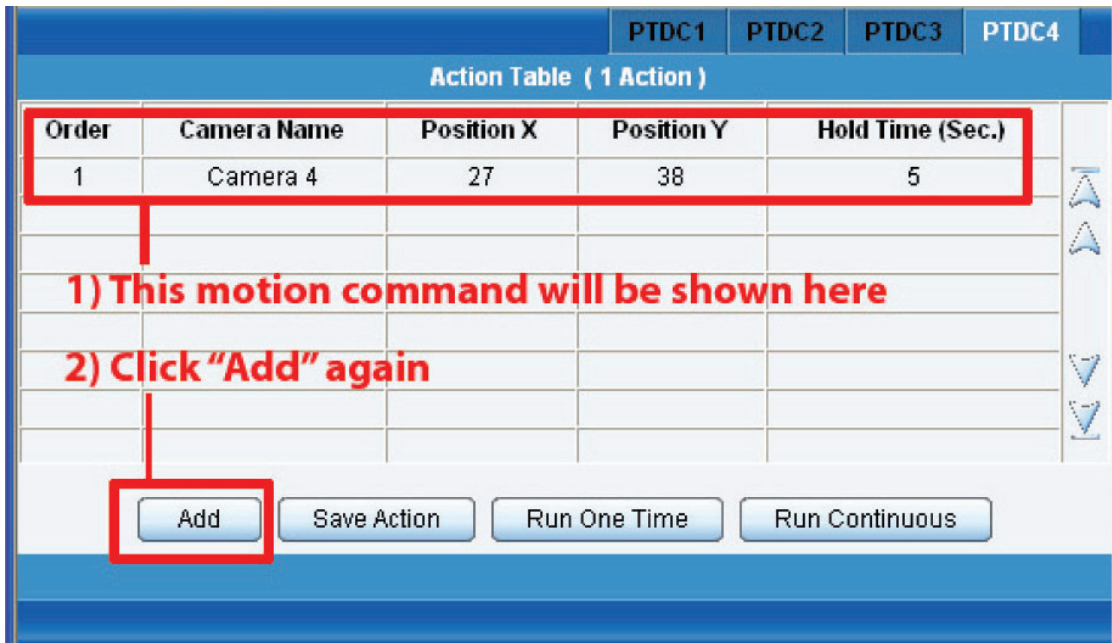 PTDC1 PTDC2 PTDC3 PTDC4
Action Table ( 1 Action )
Order Camera Name Position X Position Y Hold Time (Sec.)
1 Camera 4 27 38 5
1) This motion command will be shown here
2) Click “Add” again
Add Save Action Run One Time Run Continuous